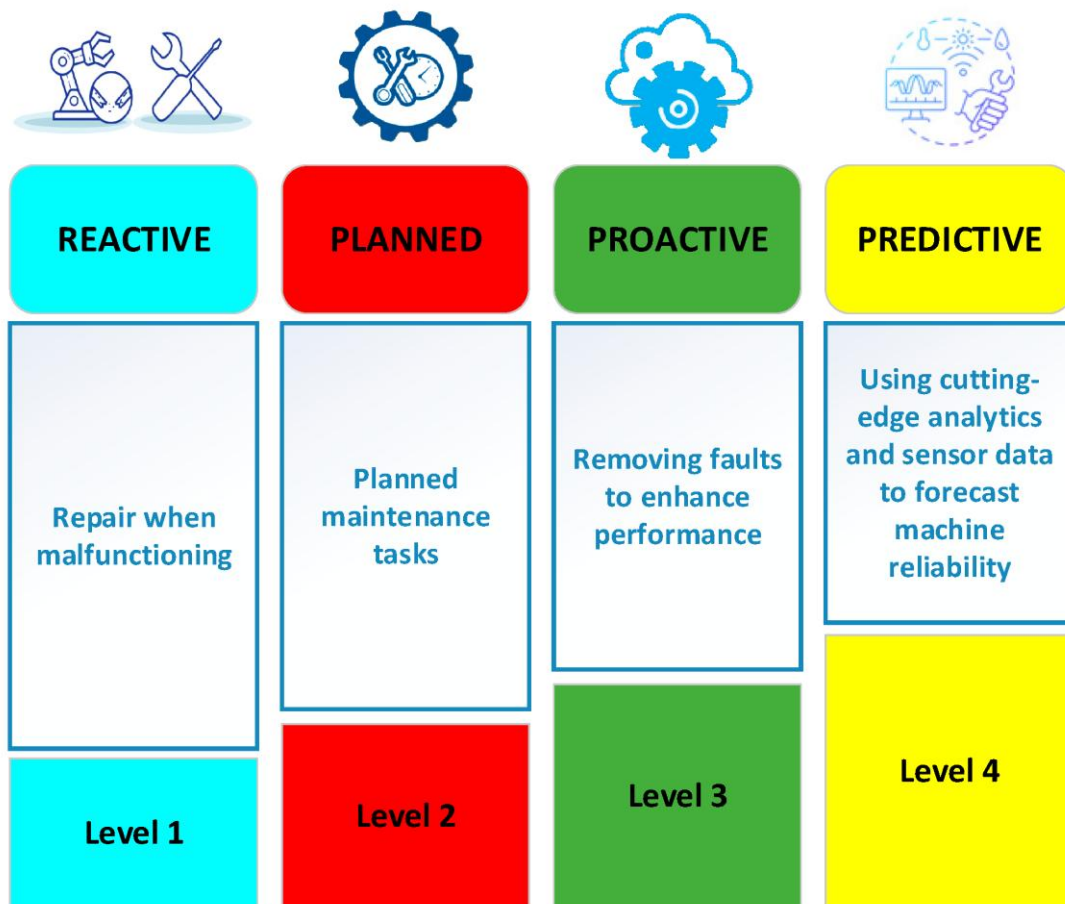 REACTIVE
PLANNED
PROACTIVE
PREDICTIVE
Repair when
malfunctioning
Planned
maintenance
tasks
Removing faults
to enhance
performance
Using cutting-
edge analytics
and sensor data
to forecast
machine
reliability
Level 1
Level 2
Level 3
Level 4